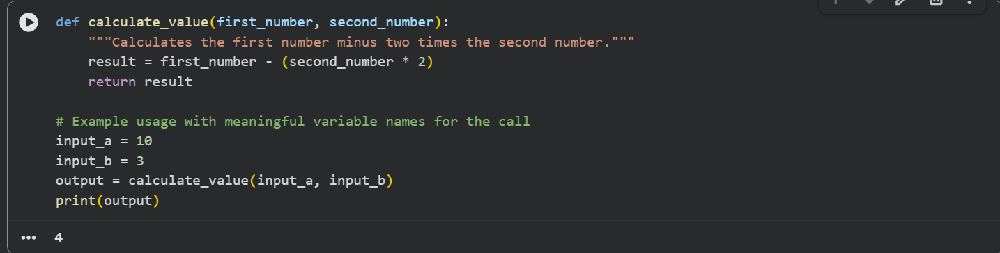 def calculate_value(first_number, second_number):
    """Calculates the first number minus two times the second number."""
    result = first_number - (second_number * 2)
    return result

# Example usage with meaningful variable names for the call
input_a = 10
input_b = 3
output = calculate_value(input_a, input_b)
print(output)
4